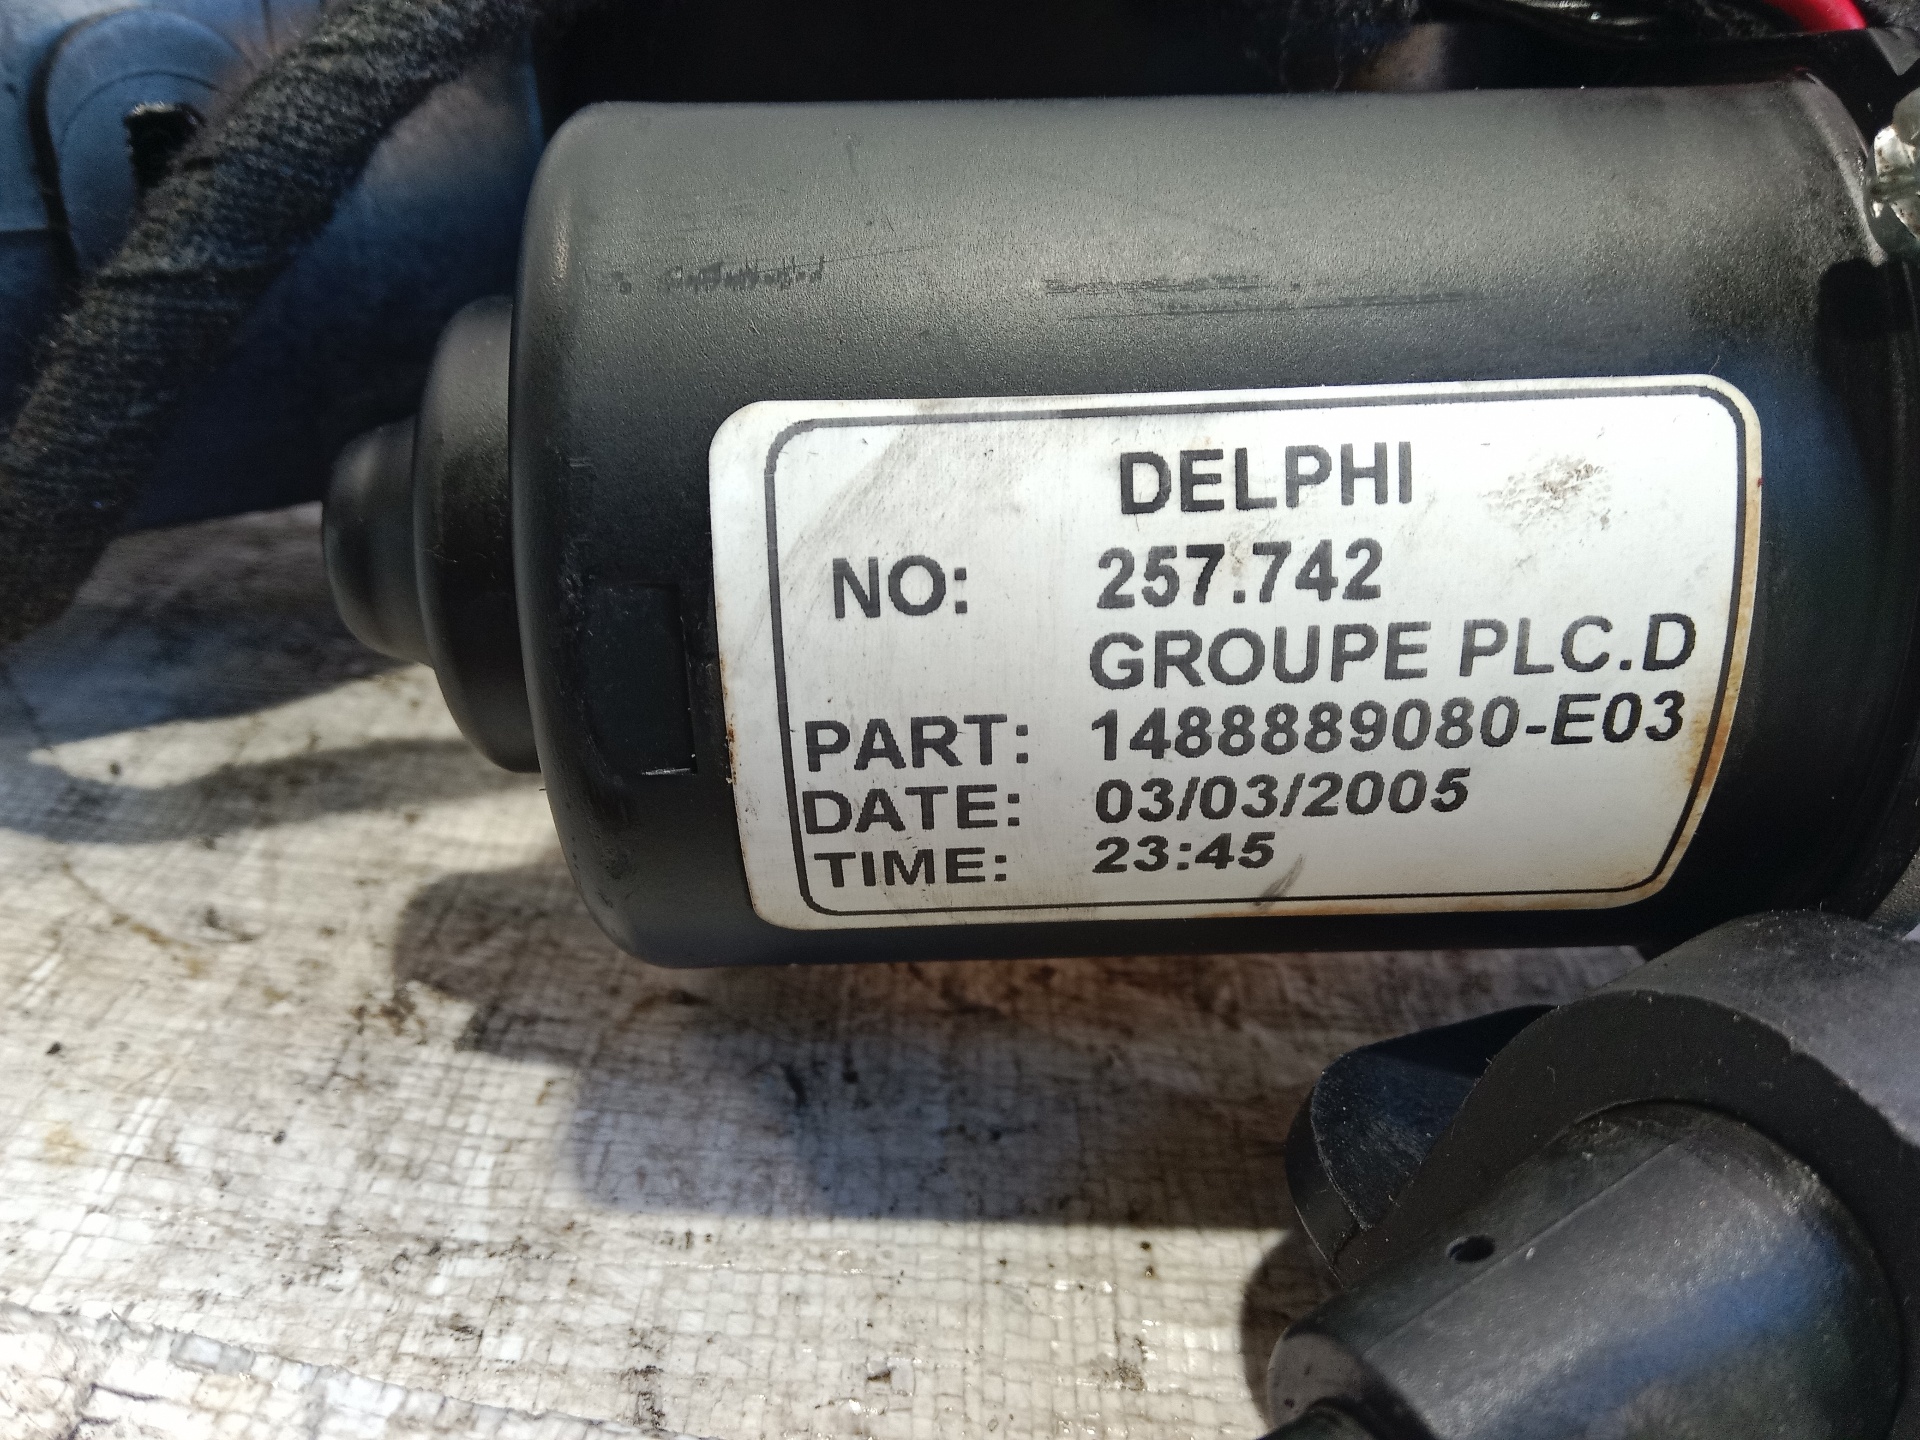 DELPHI
NO: 257.742
GROUPE PLC.D
PART: 1488889080-E03
DATE: 03/03/2005
TIME: 23:45